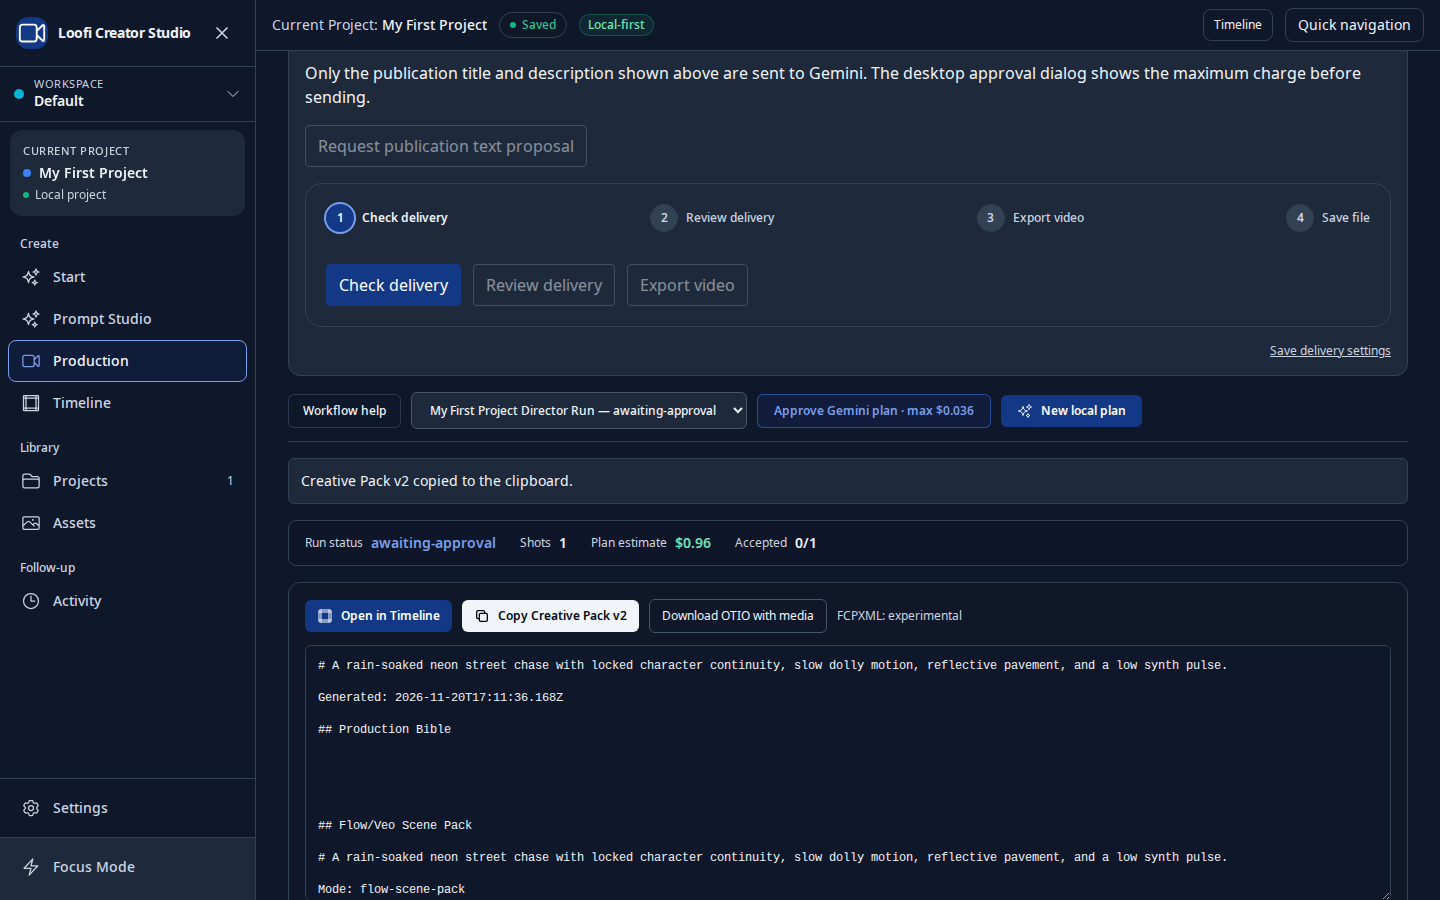 Loofi Creator Studio
WORKSPACE
Default
CURRENT PROJECT
My First Project
Local project
Create
Start
Prompt Studio
Production
Timeline
Library
Projects 1
Assets
Follow-up
Activity
Settings
Focus Mode
Current Project: My First Project
Saved
Local-first
Timeline
Quick navigation
Only the publication title and description shown above are sent to Gemini. The desktop approval dialog shows the maximum charge before
sending.
Request publication text proposal
1 Check delivery
2 Review delivery
3 Export video
4 Save file
Check delivery
Review delivery
Export video
Save delivery settings
Workflow help
My First Project Director Run — awaiting-approval
Approve Gemini plan · max $0.036
New local plan
Creative Pack v2 copied to the clipboard.
Run status awaiting-approval Shots 1 Plan estimate $0.96 Accepted 0/1
Open in Timeline
Copy Creative Pack v2
Download OTIO with media
FCPXML: experimental
# A rain-soaked neon street chase with locked character continuity, slow dolly motion, reflective pavement, and a low synth pulse.
Generated: 2026-11-20T17:11:36.168Z
## Production Bible
## Flow/Veo Scene Pack
# A rain-soaked neon street chase with locked character continuity, slow dolly motion, reflective pavement, and a low synth pulse.
Mode: flow-scene-pack